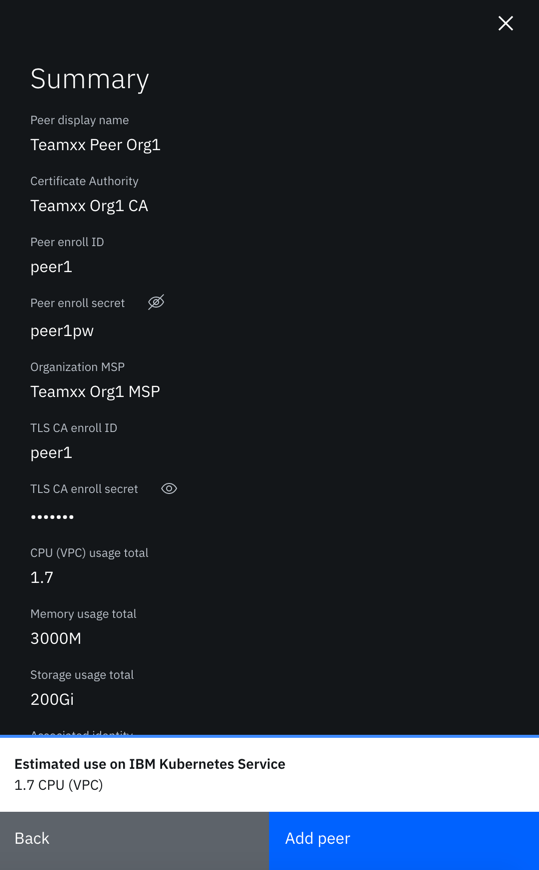 Summary
Peer display name
Teamxx Peer Org1
Certificate Authority
Teamxx Org1 CA
Peer enroll ID
peer1
Peer enroll secret
peer1pw
Organization MSP
Teamxx Org1 MSP
TLS CA enroll ID
peer1
TLS CA enroll secret
•••••••
CPU (VPC) usage total
1.7
Memory usage total
3000M
Storage usage total
200Gi
Associated identity
Estimated use on IBM Kubernetes Service
1.7 CPU (VPC)
Back
Add peer